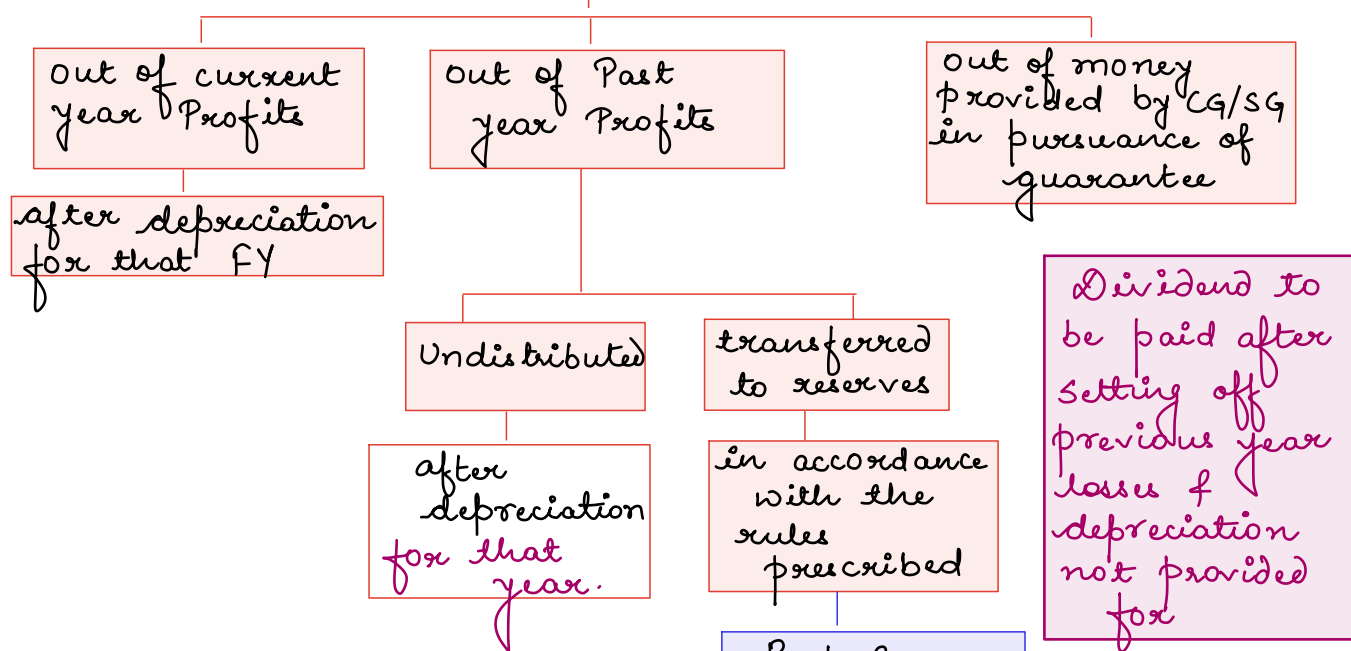 out of current
year Profits
out of Past
year Profits
out of money
provided by CG/SG
in pursuance of
guarantee
after depreciation
for that FY
Undistributed
transferred
to reserves
after
depreciation
for that
year.
in accordance
with the
rules
prescribed
Dividend to
be paid after
setting off
previous year
losses &
depreciation
not provided
for